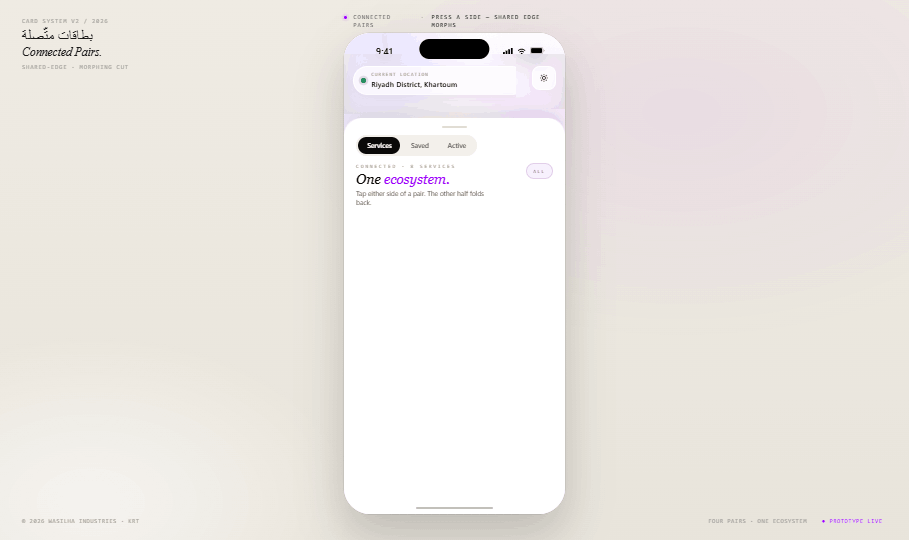 CARD SYSTEM V2 / 2026
بطاقات متّصلة
Connected Pairs.
SHARED-EDGE · MORPHING CUT
CONNECTED PAIRS · PRESS A SIDE — SHARED EDGE MORPHS
9:41
CURRENT LOCATION
Riyadh District, Khartoum
Services Saved Active
CONNECTED · 8 SERVICES
ALL
One ecosystem.
Tap either side of a pair. The other half folds
back.
© 2026 WASILHA INDUSTRIES · KRT
FOUR PAIRS · ONE ECOSYSTEM
PROTOTYPE LIVE